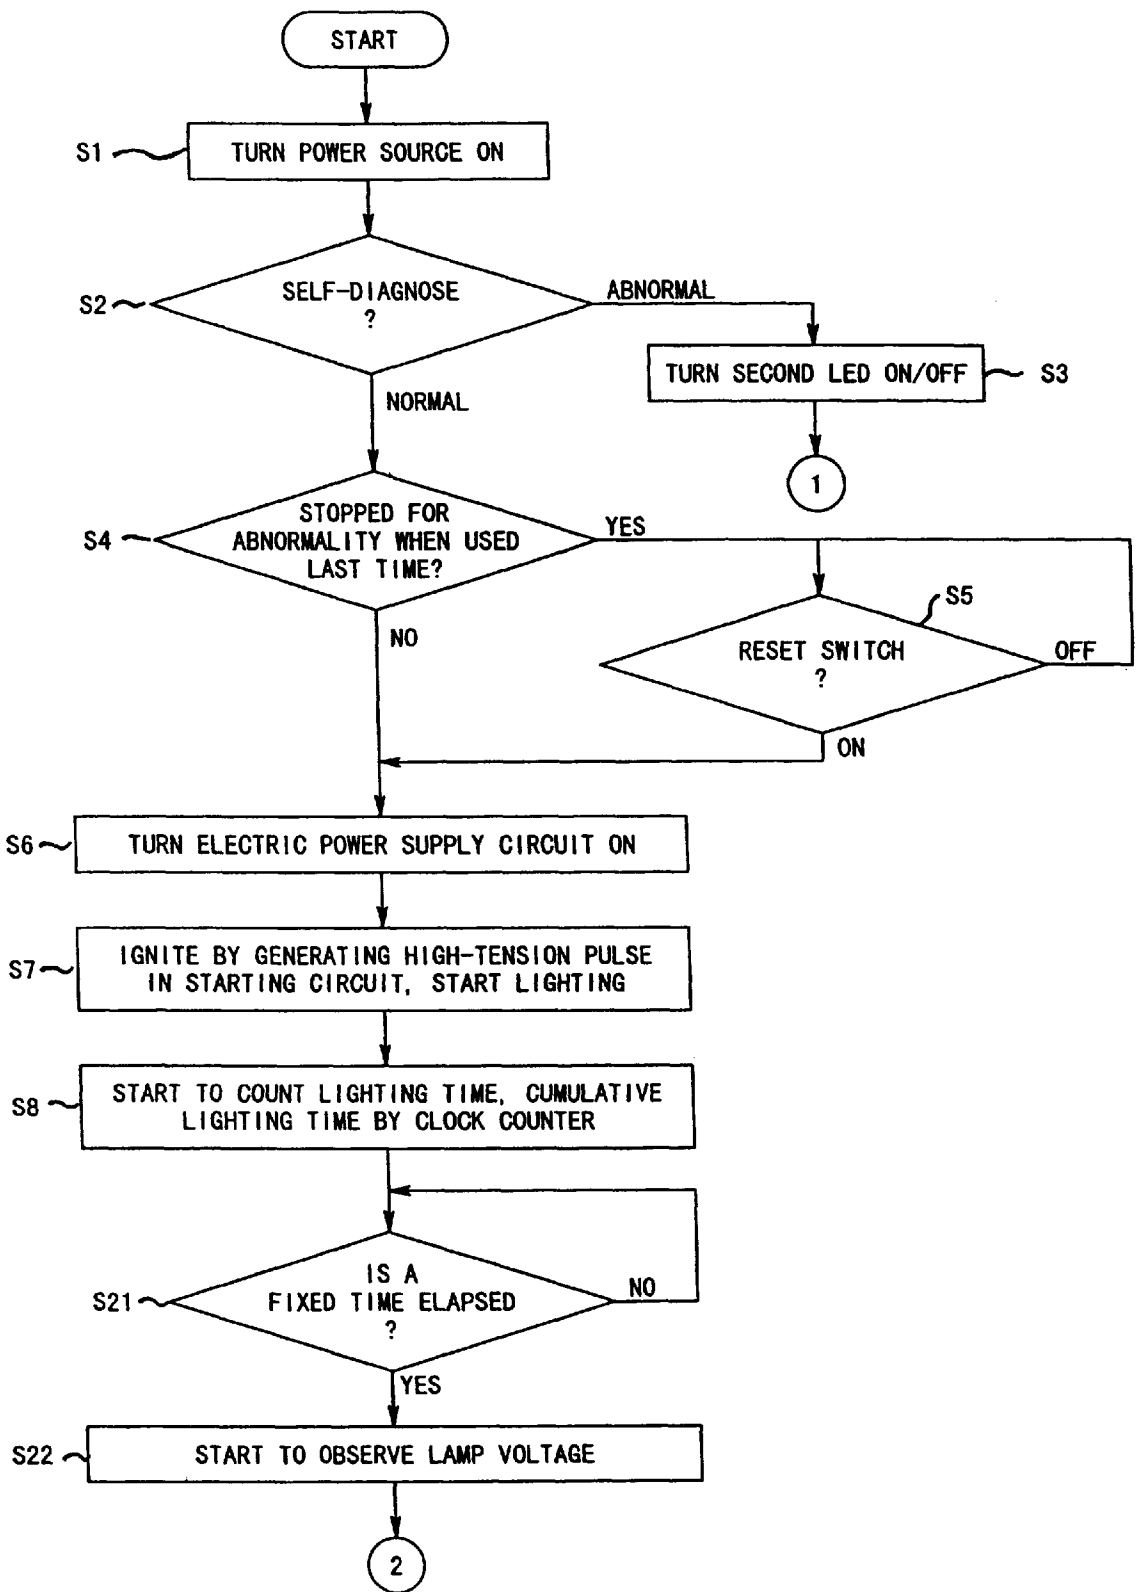 START
S1
TURN POWER SOURCE ON
S2
SELF-DIAGNOSE
?
ABNORMAL
TURN SECOND LED ON/OFF
S3
NORMAL
1
S4
STOPPED FOR
ABNORMALITY WHEN USED
LAST TIME?
YES
S5
RESET SWITCH
?
OFF
NO
ON
S6
TURN ELECTRIC POWER SUPPLY CIRCUIT ON
S7
IGNITE BY GENERATING HIGH-TENSION PULSE
IN STARTING CIRCUIT, START LIGHTING
S8
START TO COUNT LIGHTING TIME, CUMULATIVE
LIGHTING TIME BY CLOCK COUNTER
S21
IS A
FIXED TIME ELAPSED
?
NO
YES
S22
START TO OBSERVE LAMP VOLTAGE
2